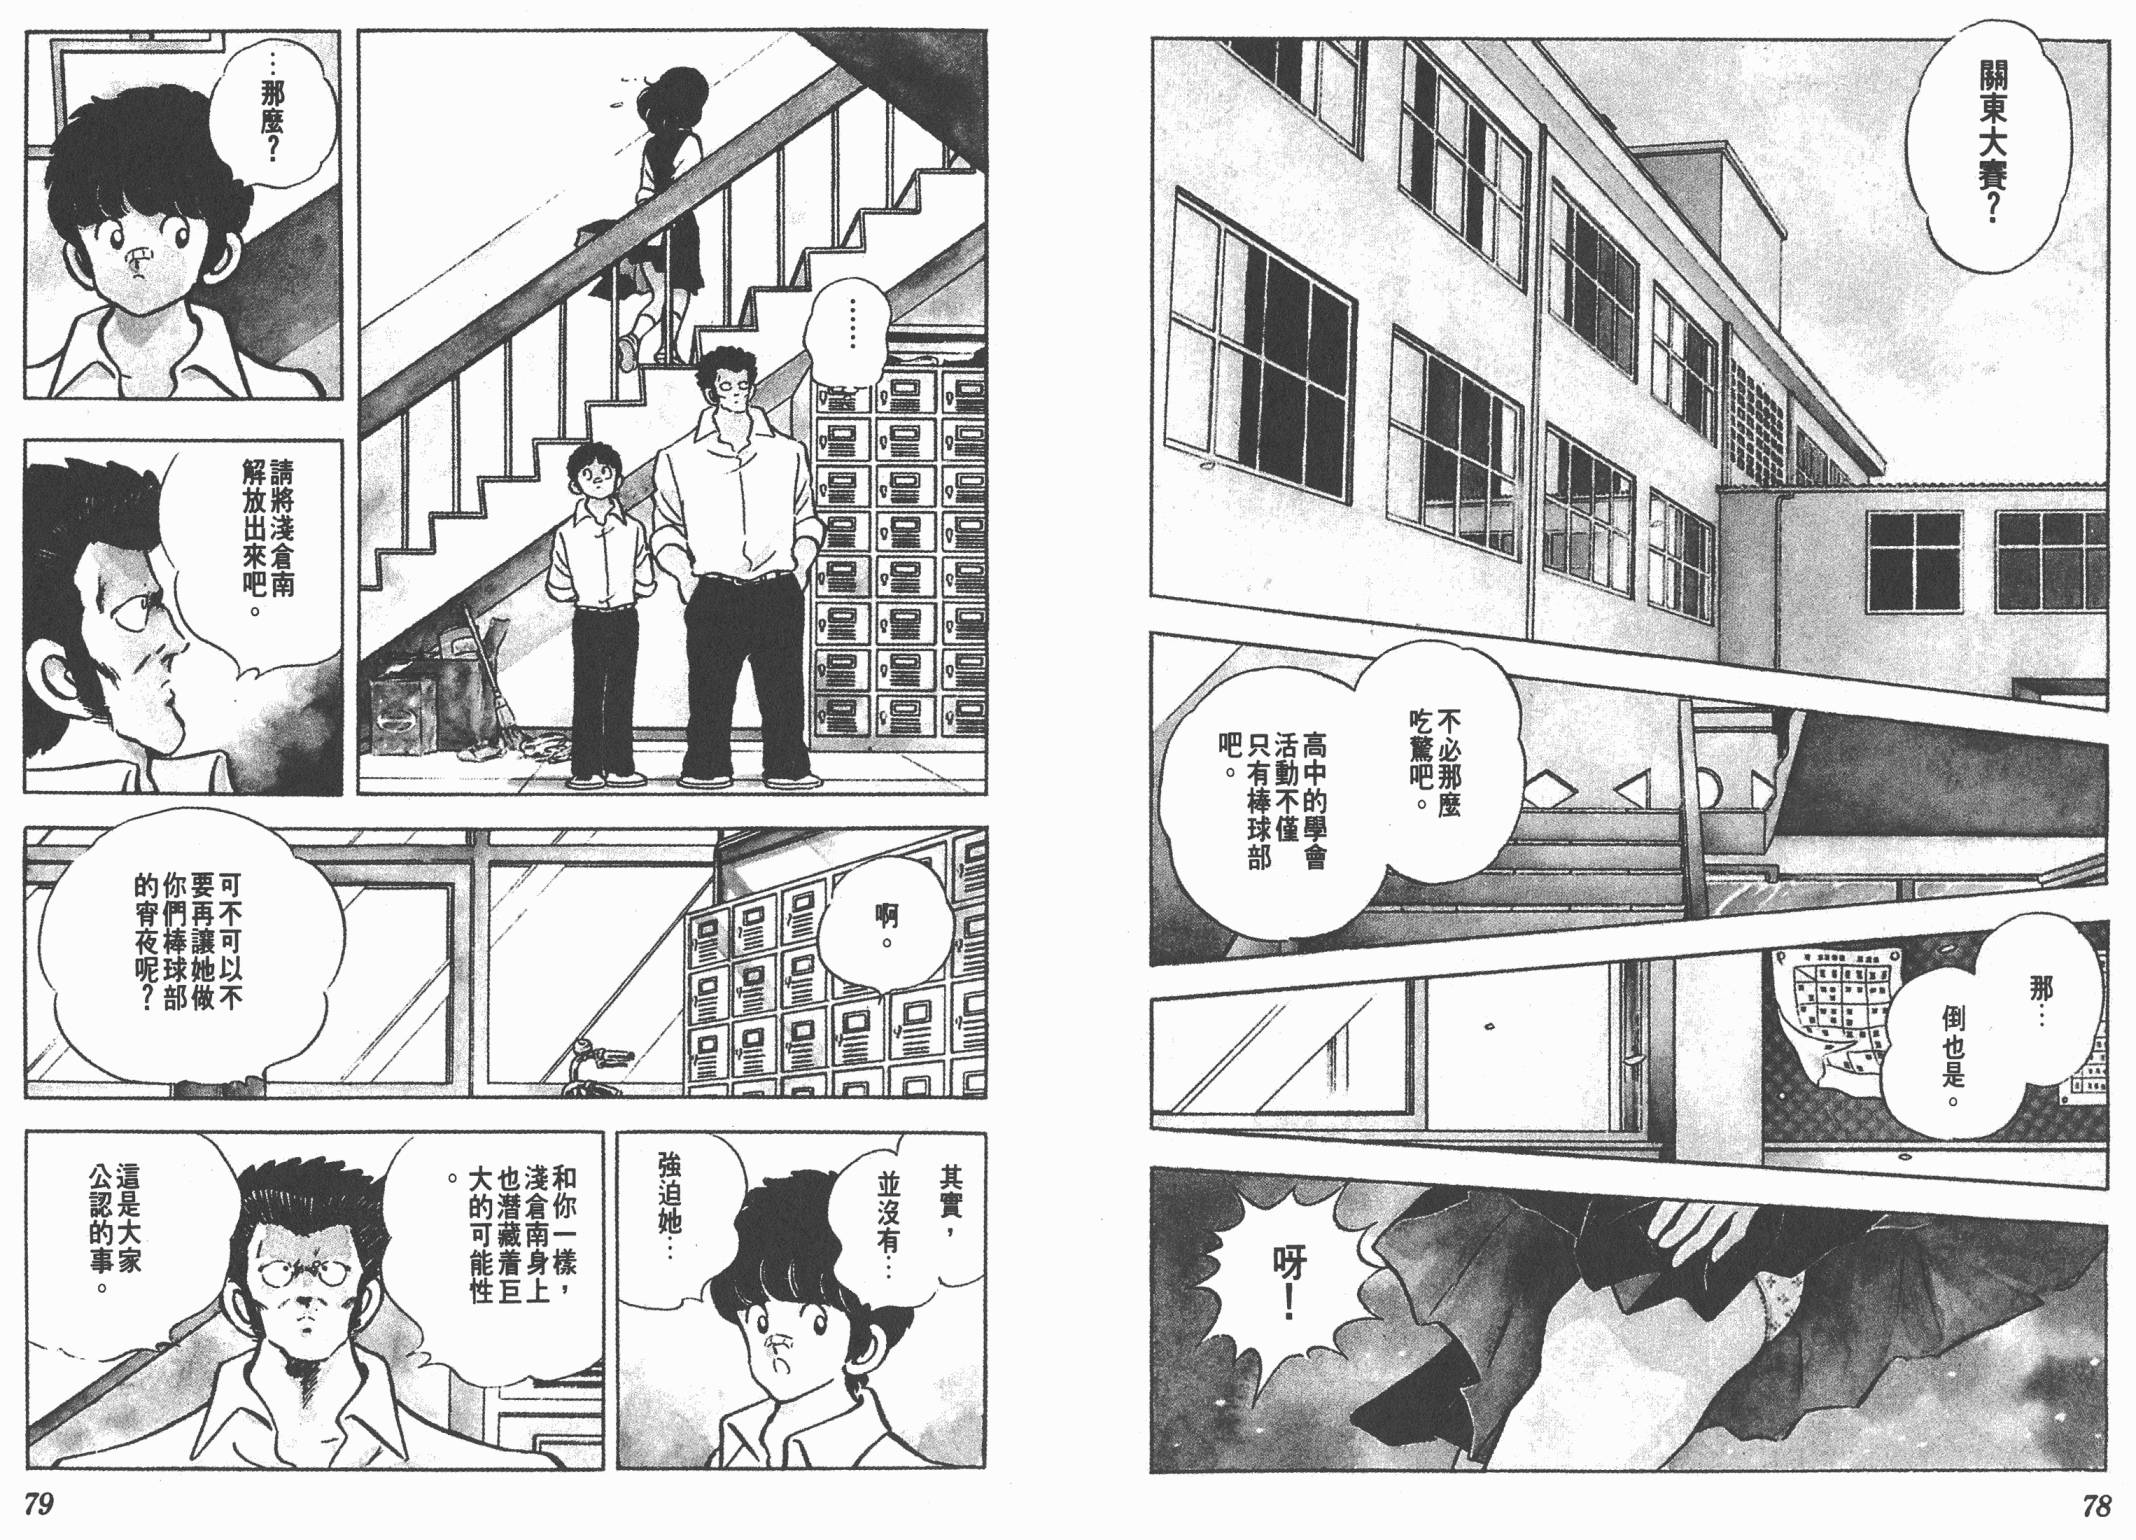 關東大賽?
不必那麼
吃驚吧。
高中的學會
活動不僅
只有棒球部
吧。
那…
倒也是。
呀!
78
……
…那麼?
請將淺倉南
解放出來吧。
啊。
可不可以不
要再讓她做
你們棒球部
的宵夜呢?
其實,
並沒有…
強迫她…
和你一樣,
淺倉南身上
也潛藏着巨
大的可能性
。
這是大家
公認的事。
79